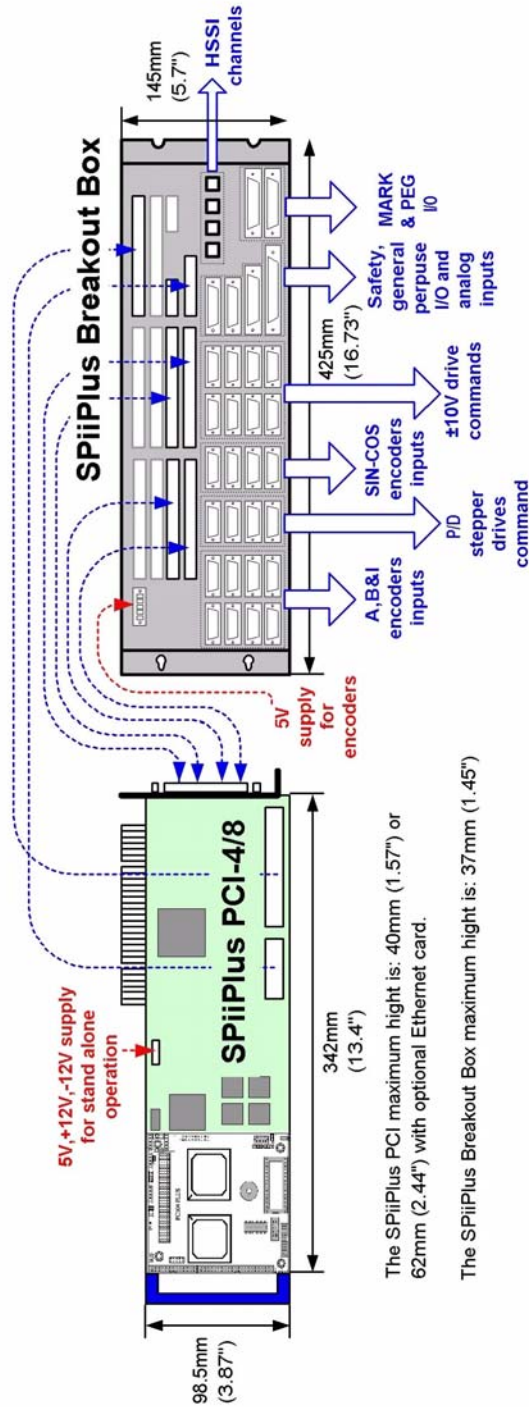 SPiiPlus Breakout Box
145mm
(5.7")
HSSI
channels
MARK
& PEG
I/O
Safety,
general
perpuse
I/O and
analog
inputs
425mm
(16.73")
±10V drive
commands
SIN-COS
encoders
inputs
P/D
stepper
drives
command
A,B&I
encoders
inputs
5V
supply
for
encoders
5V,+12V,-12V supply
for stand alone
operation
SPiiPlus PCI-4/8
342mm
(13.4")
98.5mm
(3.87")
The SPiiPlus PCI maximum hight is: 40mm (1.57") or
62mm (2.44") with optional Ethernet card.
The SPiiPlus Breakout Box maximum hight is: 37mm (1.45")